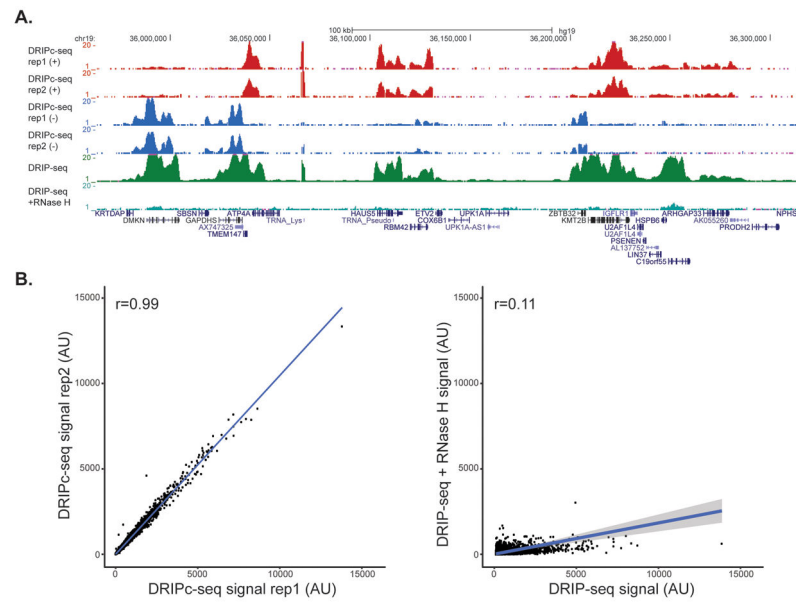 A.
100 kb hg19
chr19: 36,000,000 36,050,000 36,100,000 36,150,000 36,200,000 36,250,000 36,300,000
DRIPc-seq rep1 (+) 20 - 1 -
DRIPc-seq rep2 (+) 20 - 1 -
DRIPc-seq rep1 (-) 20 - 1 -
DRIPc-seq rep2 (-) 20 - 1 -
DRIP-seq 20 - 1 -
DRIP-seq +RNase H 20 - 1 -
KRTDAP SBSN ATP4A HAUS5 ETV2 UPK1A ZBTB32 IGFLR1 ARHGAP33 NPHS
DMKN GAPDHS TRNA_Lys TRNA_Pseudo COX6B1 KMT2B HSPB6 AK055260
AX747325 RBM42 UPK1A-AS1 U2AF1L4 PRODH2
TMEM147 U2AF1L4
PSENEN
AL137752
LIN37
C19orf55
B.
r=0.99
15000
10000
5000
0
DRIPc-seq signal rep2 (AU)
0 5000 10000 15000
DRIPc-seq signal rep1 (AU)
r=0.11
15000
10000
5000
0
DRIP-seq + RNase H signal (AU)
0 5000 10000 15000
DRIP-seq signal (AU)